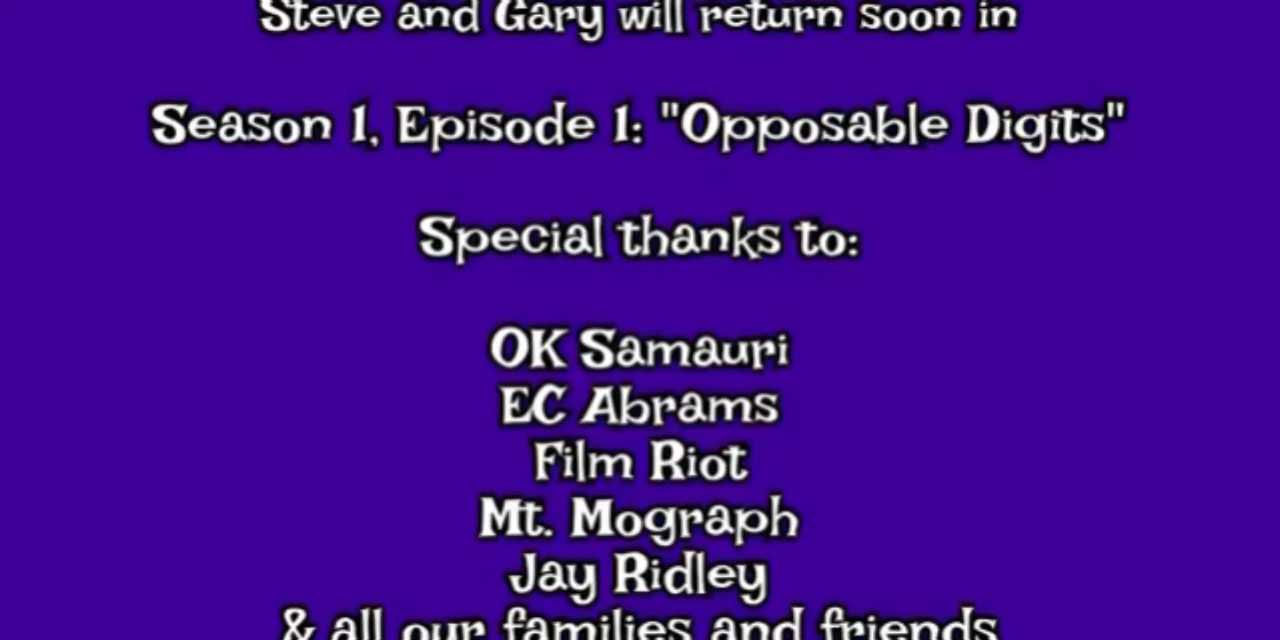 Steve and Gary will return soon in
Season 1, Episode 1: "Opposable Digits"
Special thanks to:
OK Samauri
EC Abrams
Film Riot
Mt. Mograph
Jay Ridley
& all our families and friends